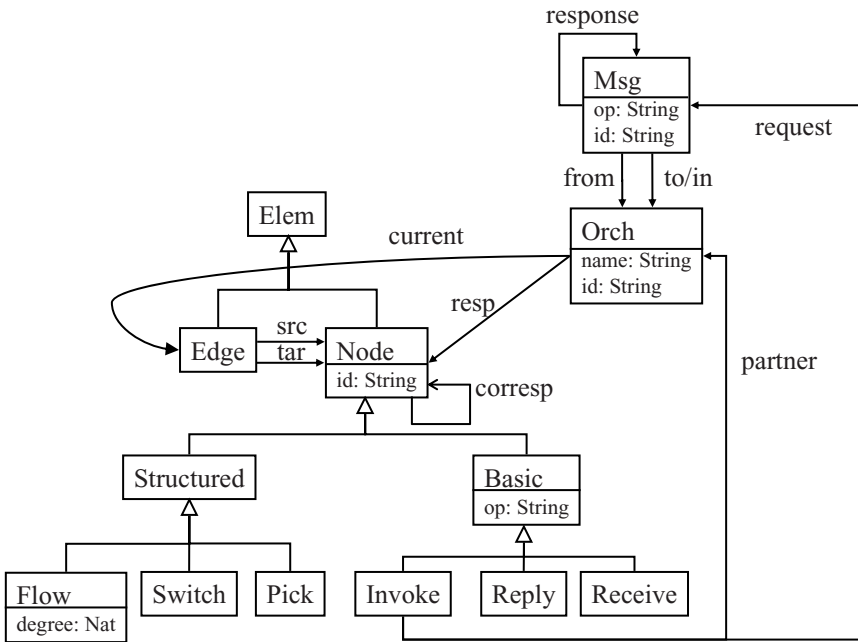 response
Msg
op: String
id: String
request
from
to/in
Elem
Orch
name: String
id: String
current
resp
src
tar
Edge
Node
id: String
corresp
partner
Structured
Basic
op: String
Flow
degree: Nat
Switch
Pick
Invoke
Reply
Receive